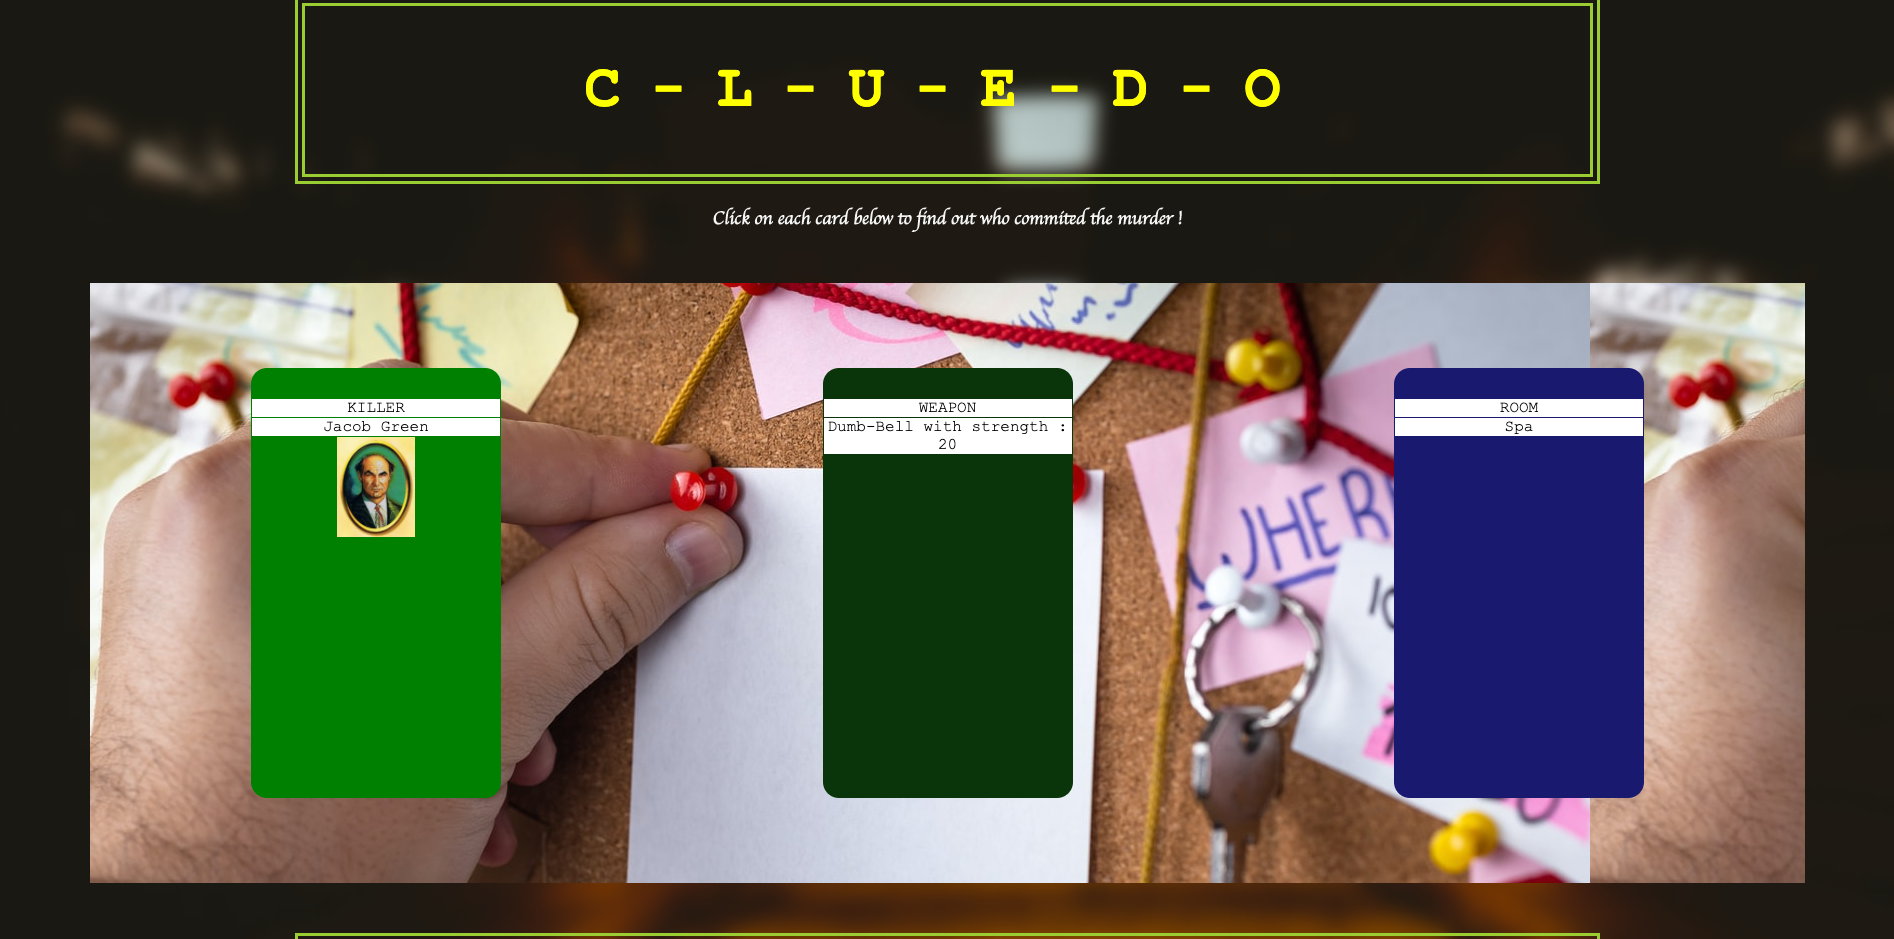 C - L - U - E - D - O
Click on each card below to find out who commited the murder !
KILLER
Jacob Green
WEAPON
Dumb-Bell with strength :
20
ROOM
Spa